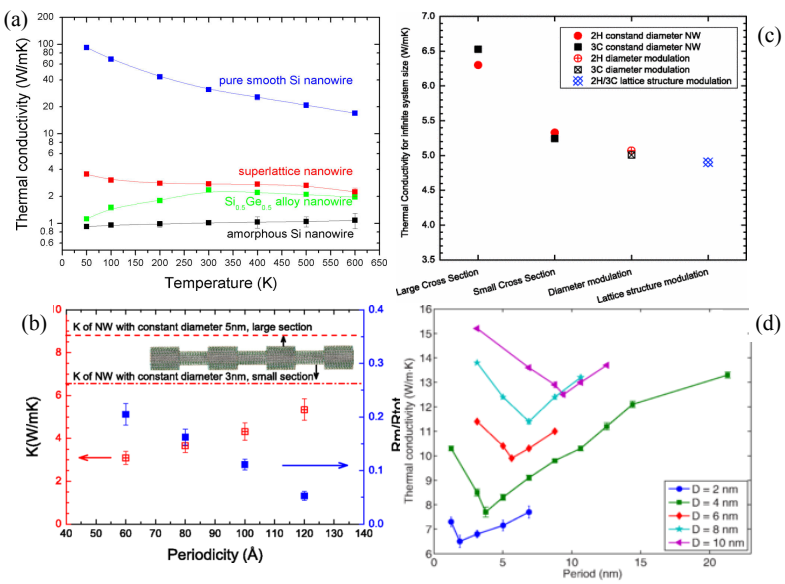 (a)
Thermal conductivity (W/mK)
200
100
80
60
40
20
10
8
6
4
2
1
0.8
0.6
pure smooth Si nanowire
superlattice nanowire
Si0.5Ge0.5 alloy nanowire
amorphous Si nanowire
0 50 100 150 200 250 300 350 400 450 500 550 600 650
Temperature (K)
(c)
Thermal Conductivity for infinite system size (W/mK)
6.5
6.0
5.5
5.0
4.5
4.0
3.5
2H constand diameter NW
3C constand diameter NW
2H diameter modulation
3C diameter modulation
2H/3C lattice structure modulation
Large Cross Section
Small Cross Section
Diameter modulation
Lattice structure modulation
(b)
K(W/mK)
8
6
4
2
0
K of NW with constant diameter 5nm, large section
K of NW with constant diameter 3nm, small section
0.4
0.3
0.2
0.1
0.0
40 50 60 70 80 90 100 110 120 130 140
Periodicity (Å)
(d)
Thermal conductivity (W/m·K)
16
15
14
13
12
11
10
9
8
7
6
D = 2 nm
D = 4 nm
D = 6 nm
D = 8 nm
D = 10 nm
0 5 10 15 20
Period (nm)